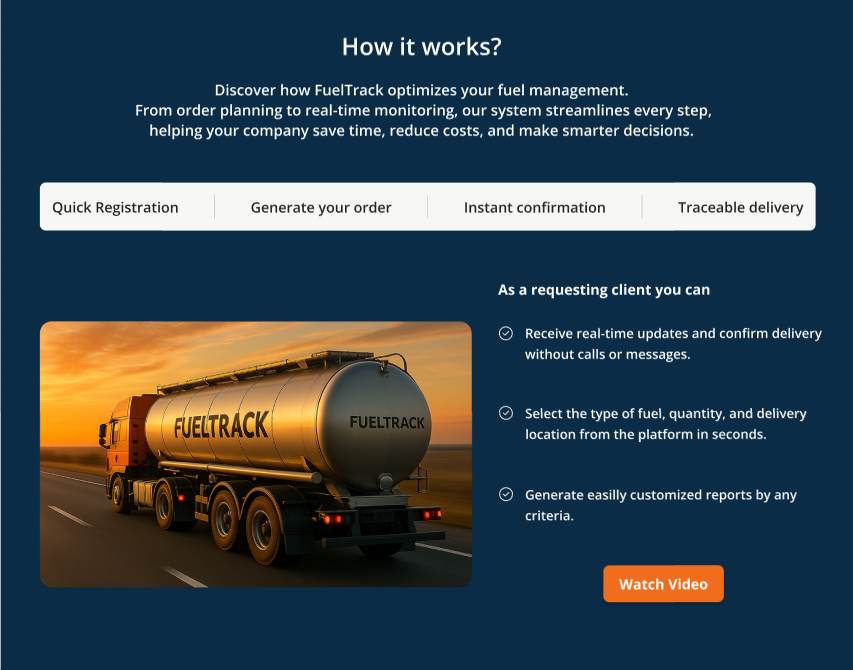 How it works?
Discover how FuelTrack optimizes your fuel management.
From order planning to real-time monitoring, our system streamlines every step,
helping your company save time, reduce costs, and make smarter decisions.
Quick Registration
Generate your order
Instant confirmation
Traceable delivery
As a requesting client you can
Receive real-time updates and confirm delivery
without calls or messages.
Select the type of fuel, quantity, and delivery
location from the platform in seconds.
Generate easilly customized reports by any
criteria.
FUELTRACK
FUELTRACK
Watch Video